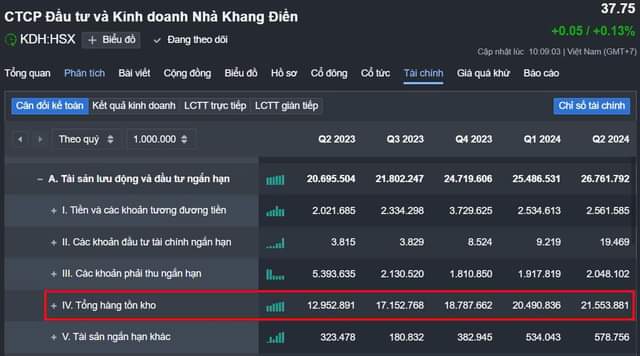 CTCP Đầu tư và Kinh doanh Nhà Khang Điền 37.75
KDH:HSX + Biểu đồ ✓ Đang theo dõi +0.05 / +0.13%
Cập nhật lúc : 10:09:03 | Việt Nam (GMT+7)
Tổng quan Phân tích Bài viết Cộng đồng Biểu đồ Hồ sơ Cổ đông Cổ tức Tài chính Giá quá khứ Báo cáo
Cân đối kế toán Kết quả kinh doanh LCTT trực tiếp LCTT gián tiếp Chỉ số tài chính
Theo quý 1.000.000 Q2 2023 Q3 2023 Q4 2023 Q1 2024 Q2 2024
– A. Tài sản lưu động và đầu tư ngắn hạn 20.695.504 21.802.247 24.719.606 25.486.531 26.761.792
+ I. Tiền và các khoản tương đương tiền 2.021.685 2.334.298 3.729.625 2.534.613 2.561.585
+ II. Các khoản đầu tư tài chính ngắn hạn 3.815 3.829 8.524 9.219 19.469
+ III. Các khoản phải thu ngắn hạn 5.393.635 2.130.520 1.810.850 1.917.819 2.048.102
+ IV. Tổng hàng tồn kho 12.952.891 17.152.768 18.787.662 20.490.836 21.553.881
+ V. Tài sản ngắn hạn khác 323.478 180.832 382.945 534.043 578.756